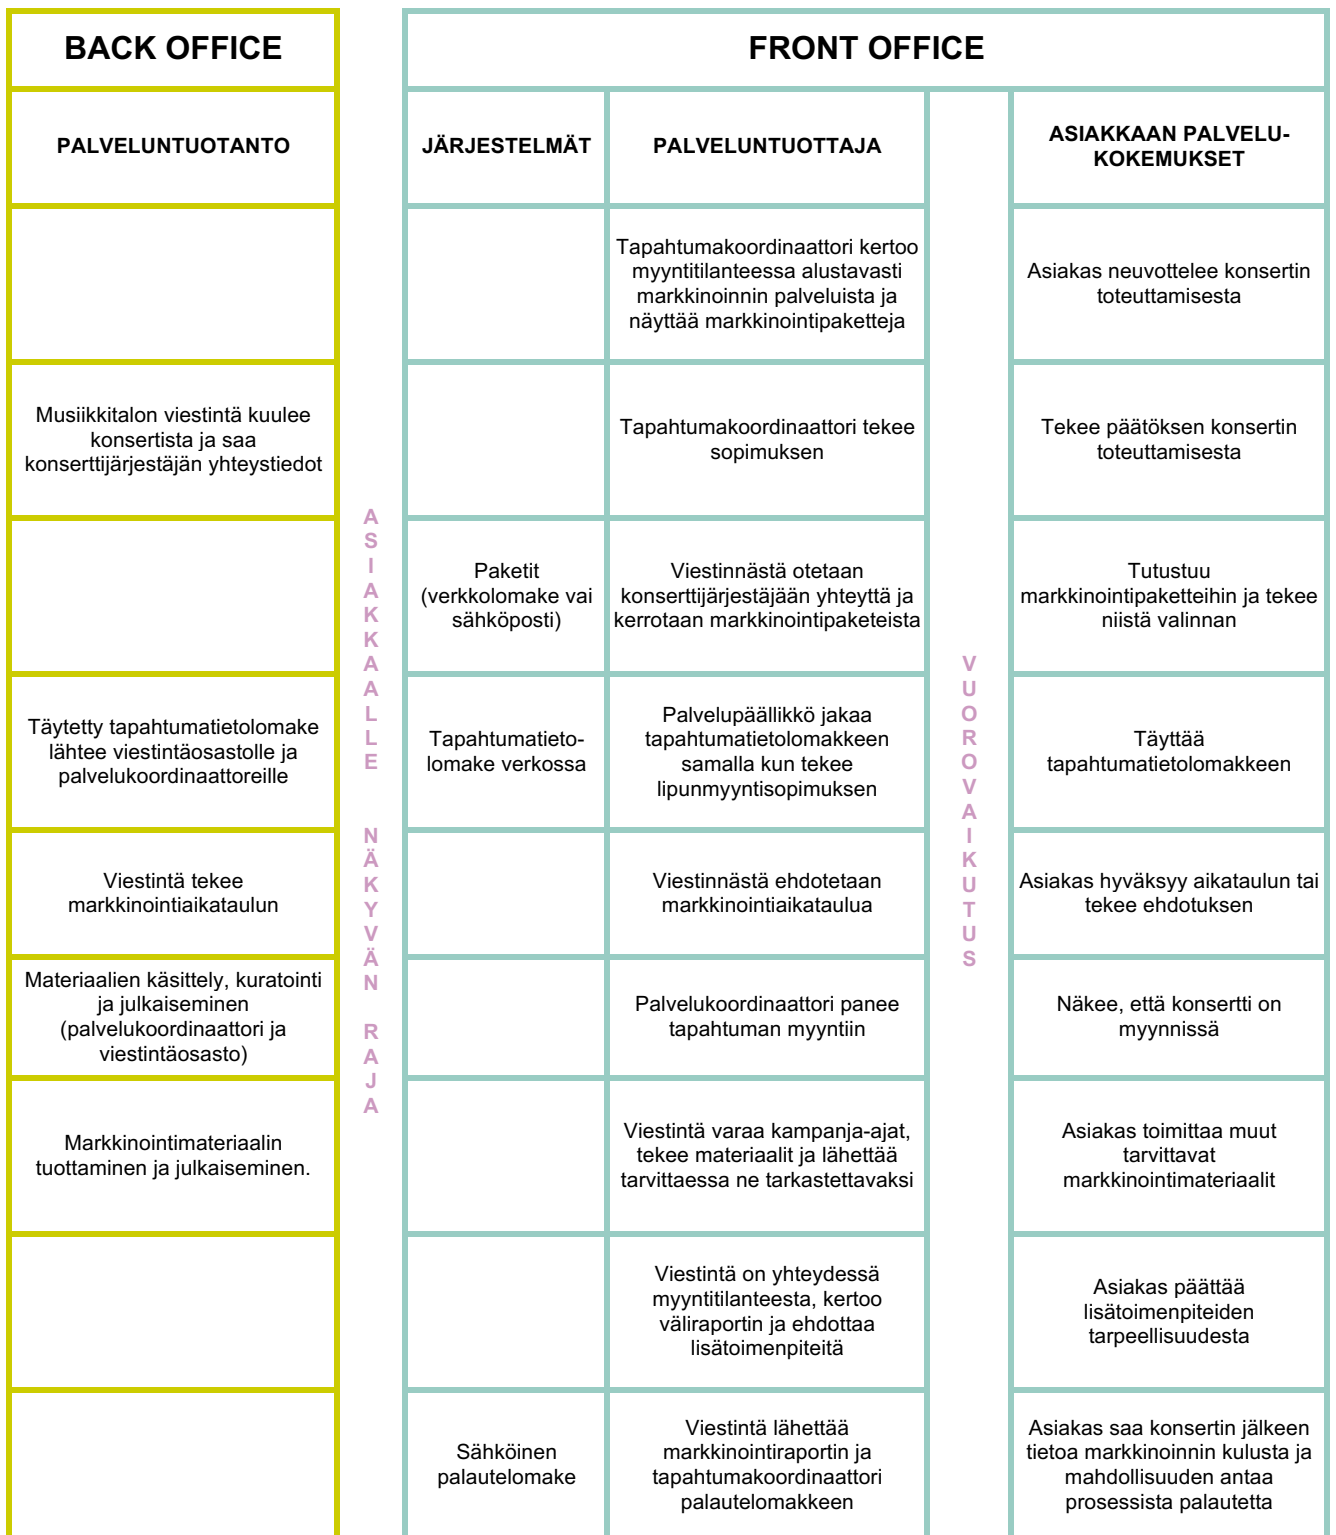 BACK OFFICE
FRONT OFFICE
PALVELUNTUOTANTO
JÄRJESTELMÄT
PALVELUNTUOTTAJA
ASIAKKAAN PALVELU-
KOKEMUKSET
Tapahtumakoordinaattori kertoo
myyntitilanteessa alustavasti
markkinoinnin palveluista ja
näyttää markkinointipaketteja
Asiakas neuvottelee konsertin
toteuttamisesta
Musiikkitalon viestintä kuulee
konsertista ja saa
konserttijärjestäjän yhteystiedot
Tapahtumakoordinaattori tekee
sopimuksen
Tekee päätöksen konsertin
toteuttamisesta
Paketit
(verkkolomake vai
sähköposti)
Viestinnästä otetaan
konserttijärjestäjään yhteyttä ja
kerrotaan markkinointipaketeista
Tutustuu
markkinointipaketteihin ja tekee
niistä valinnan
Täytetty tapahtumatietolomake
lähtee viestintäosastolle ja
palvelukoordinaattoreille
Tapahtumatieto-
lomake verkossa
Palvelupäällikkö jakaa
tapahtumatietolomakkeen
samalla kun tekee
lipunmyyntisopimuksen
Täyttää
tapahtumatietolomakkeen
Viestintä tekee
markkinointiaikataulun
Viestinnästä ehdotetaan
markkinointiaikataulua
Asiakas hyväksyy aikataulun tai
tekee ehdotuksen
Materiaalien käsittely, kuratointi
ja julkaiseminen
(palvelukoordinaattori ja
viestintäosasto)
Palvelukoordinaattori panee
tapahtuman myyntiin
Näkee, että konsertti on
myynnissä
Markkinointimateriaalin
tuottaminen ja julkaiseminen.
Viestintä varaa kampanja-ajat,
tekee materiaalit ja lähettää
tarvittaessa ne tarkastettavaksi
Asiakas toimittaa muut
tarvittavat
markkinointimateriaalit
Viestintä on yhteydessä
myyntitilanteesta, kertoo
väliraportin ja ehdottaa
lisätoimenpiteitä
Asiakas päättää
lisätoimenpiteiden
tarpeellisuudesta
Sähköinen
palautelomake
Viestintä lähettää
markkinointiraportin ja
tapahtumakoordinaattori
palautelomakkeen
Asiakas saa konsertin jälkeen
tietoa markkinoinnin kulusta ja
mahdollisuuden antaa
prosessista palautetta
ASIAKKAALLE NÄKYVÄN RAJA
VUOROVAIKUTUS